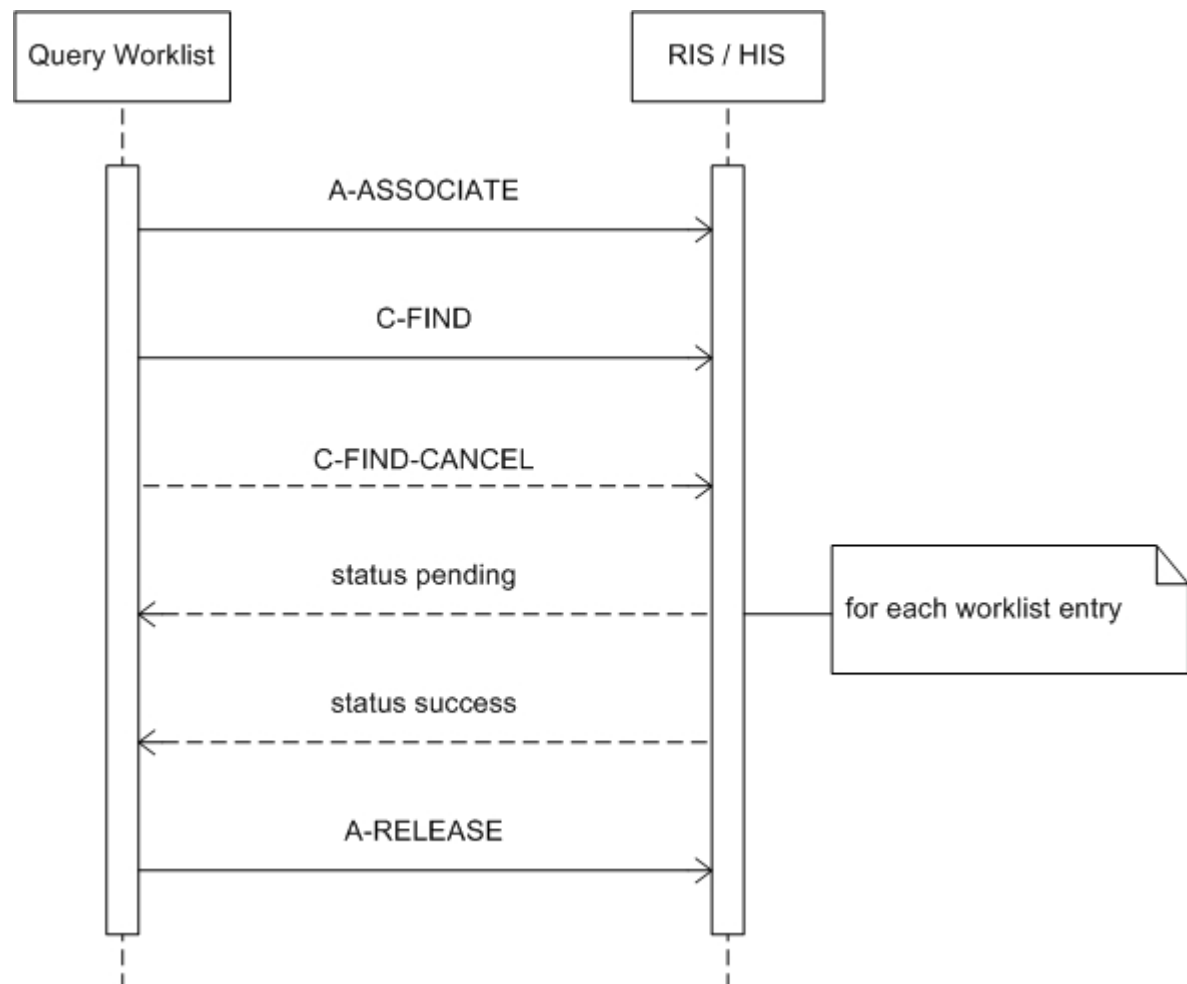 Query Worklist
RIS / HIS
A-ASSOCIATE
C-FIND
C-FIND-CANCEL
status pending
for each worklist entry
status success
A-RELEASE